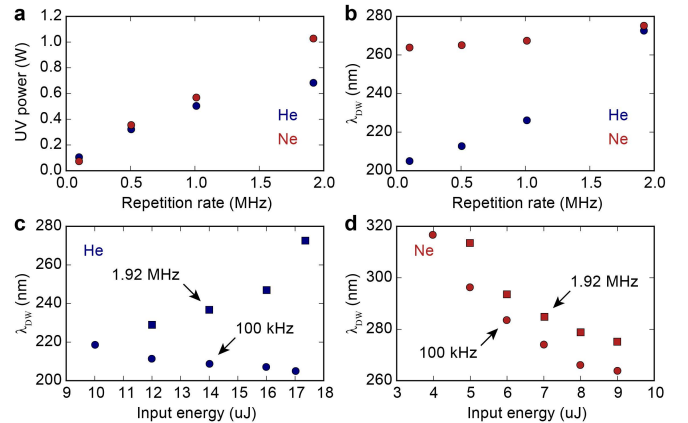 a
1.2
1.0
0.8
0.6
0.4
0.2
0.0
UV power (W)
He
Ne
0.0 0.5 1.0 1.5 2.0
Repetition rate (MHz)
b
280
260
240
220
200
λDW (nm)
He
Ne
0.0 0.5 1.0 1.5 2.0
Repetition rate (MHz)
c
280
260
240
220
200
λDW (nm)
He
1.92 MHz
100 kHz
9 10 11 12 13 14 15 16 17 18
Input energy (uJ)
d
320
300
280
260
λDW (nm)
Ne
1.92 MHz
100 kHz
3 4 5 6 7 8 9 10
Input energy (uJ)